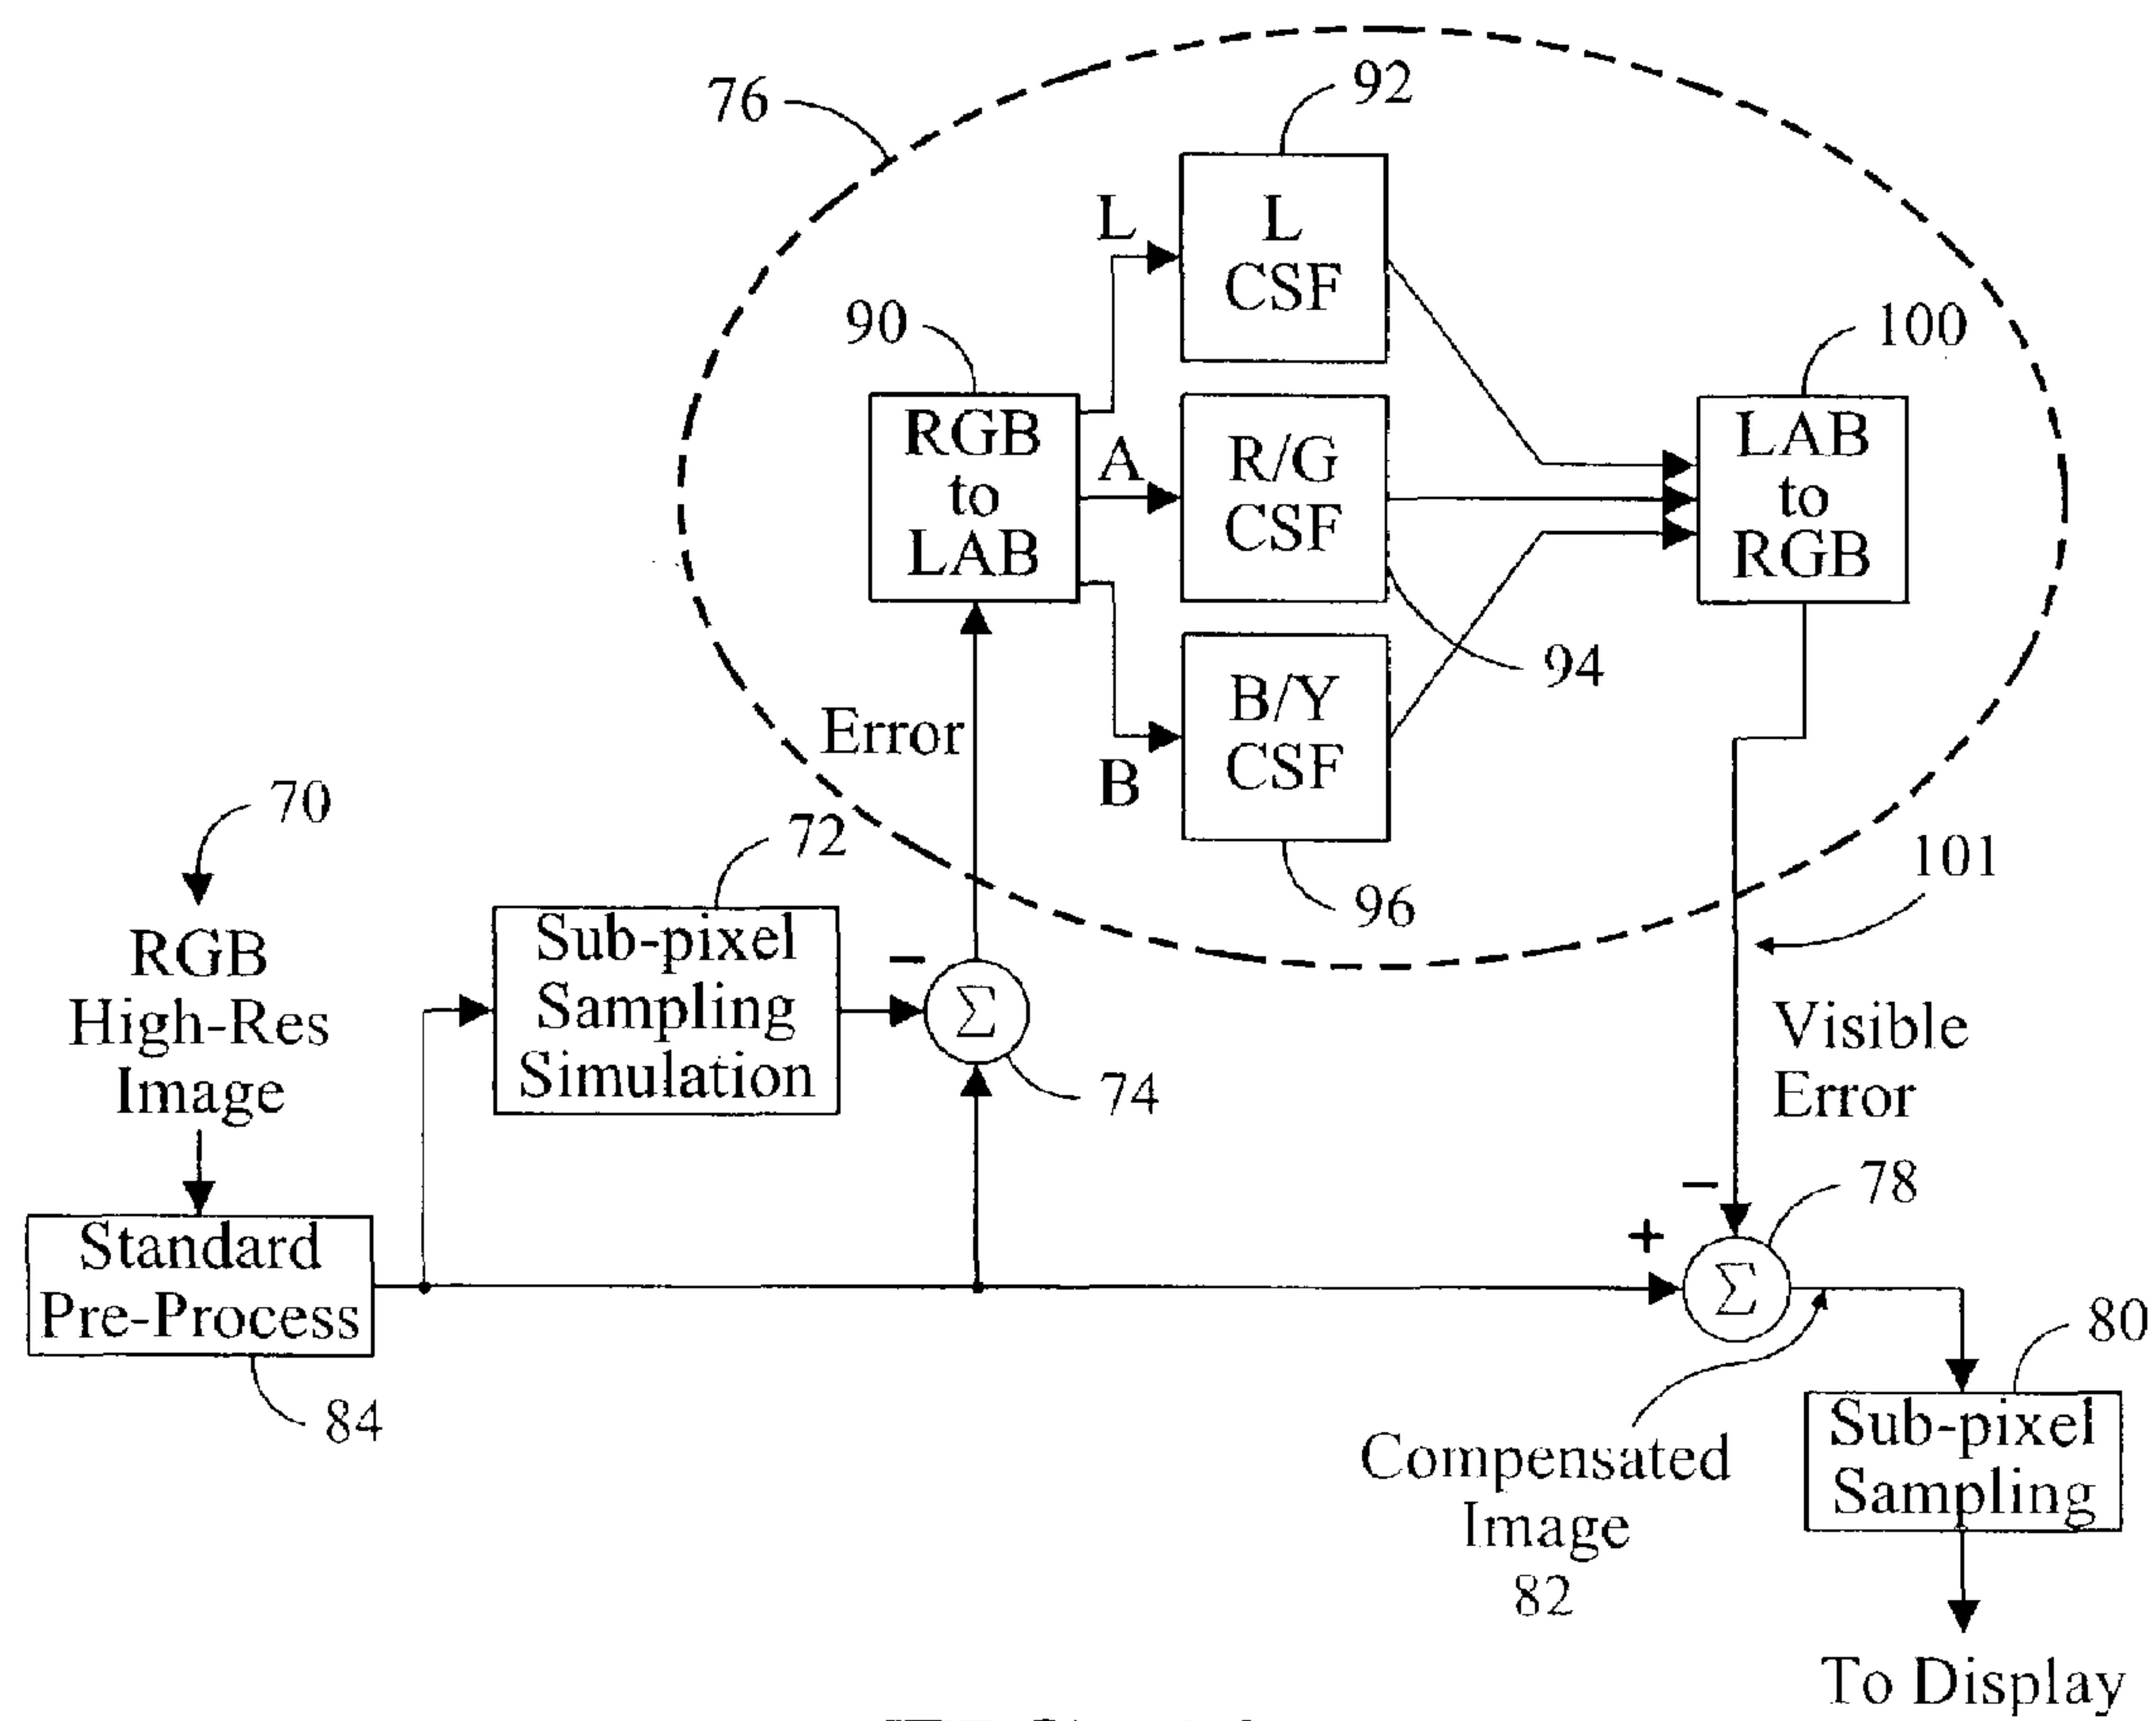 76
92
L
L
CSF
90
100
RGB
to
LAB
A
R/G
CSF
LAB
to
RGB
94
Error
B
B/Y
CSF
96
101
70
72
RGB
High-Res
Image
Sub-pixel
Sampling
Simulation
−
Σ
74
Visible
Error
Standard
Pre-Process
84
−
+
Σ
78
80
Compensated
Image
82
Sub-pixel
Sampling
To Display